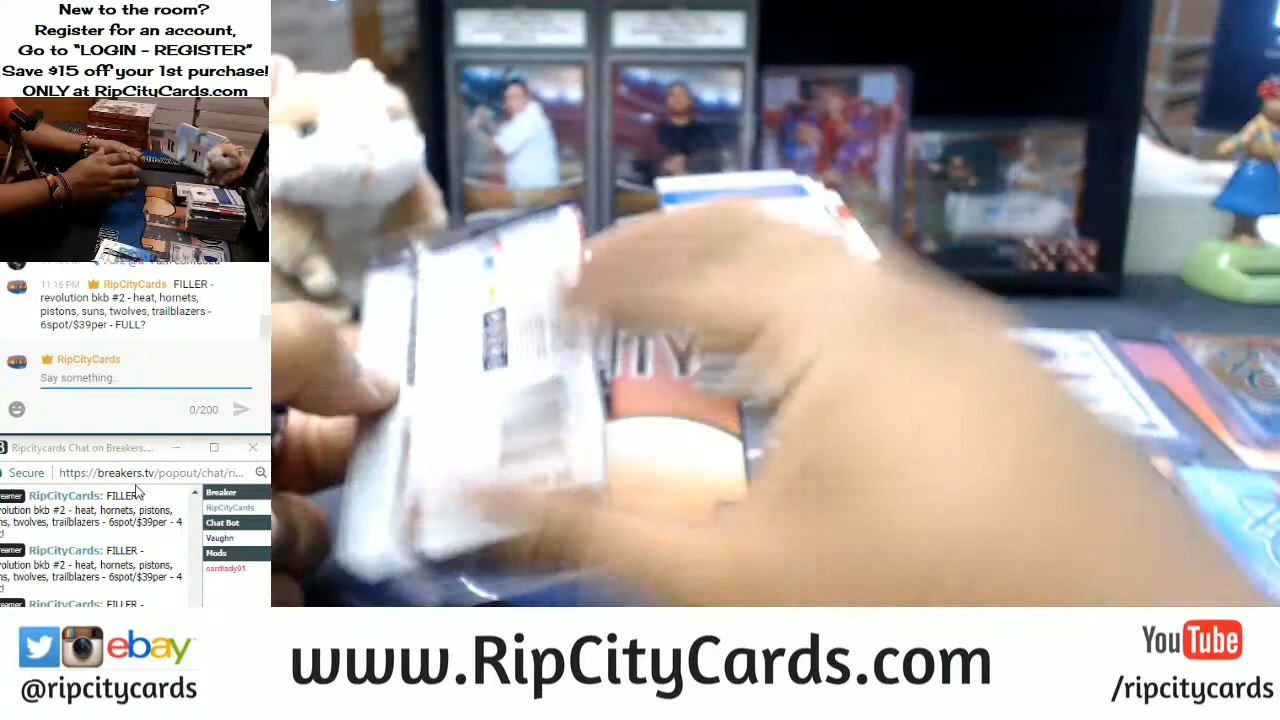 New to the room?
Register for an account,
Go to “LOGIN - REGISTER”
Save $15 off your 1st purchase!
ONLY at RipCityCards.com
11:16 PM RipCityCards FILLER -
revolution bkb #2 - heat, hornets,
pistons, suns, twolves, trailblazers -
6spot/$39per - FULL?
RipCityCards
Say something...
0/200
Ripcitycards Chat on Breakers....
Secure https://breakers.tv/popout/chat/ri...
eamer RipCityCards: FILLER -
volution bkb #2 - heat, hornets, pistons,
ns, twolves, trailblazers - 6spot/$39per - 4
t!
eamer RipCityCards: FILLER -
volution bkb #2 - heat, hornets, pistons,
ns, twolves, trailblazers - 6spot/$39per - 4
t!
RipCityCards: FILLER -
Breaker
RipCityCards
Chat Bot
Vaughn
Mods
cardlady01
ITY
ebay
@ripcitycards
www.RipCityCards.com
YouTube
/ripcitycards